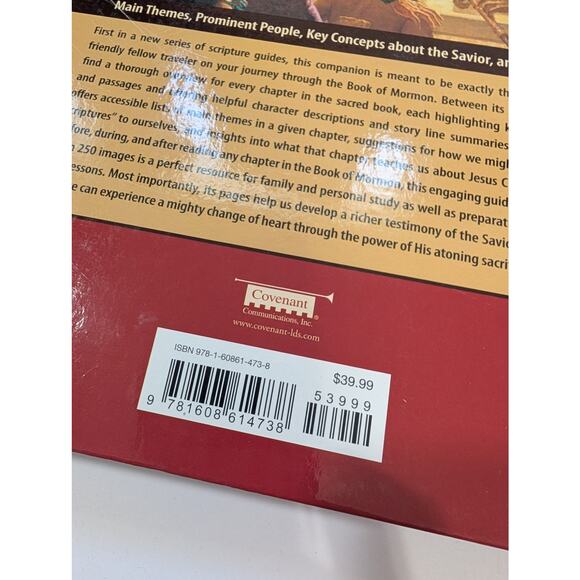 Main Themes, Prominent People, Key Concepts about the Savior, an
First in a new series of scripture guides, this companion is meant to be exactly th
friendly fellow traveler on your journey through the Book of Mormon. Between its
find a thorough overview for every chapter in the sacred book, each highlighting k
and passages and offering helpful character descriptions and story line summaries
offers accessible lists of main themes in a given chapter, suggestions for how we migh
scriptures" to ourselves, and insights into what that chapter teaches us about Jesus C
fore, during, and after reading any chapter in the Book of Mormon, this engaging guid
n 250 images is a perfect resource for family and personal study as well as preparat
lessons. Most importantly, its pages help us develop a richer testimony of the Savio
e can experience a mighty change of heart through the power of His atoning sacrif
Covenant
Communications, Inc.
®
www.covenant-lds.com
ISBN 978-1-60861-473-8
$39.99
53999
9 781608 614738